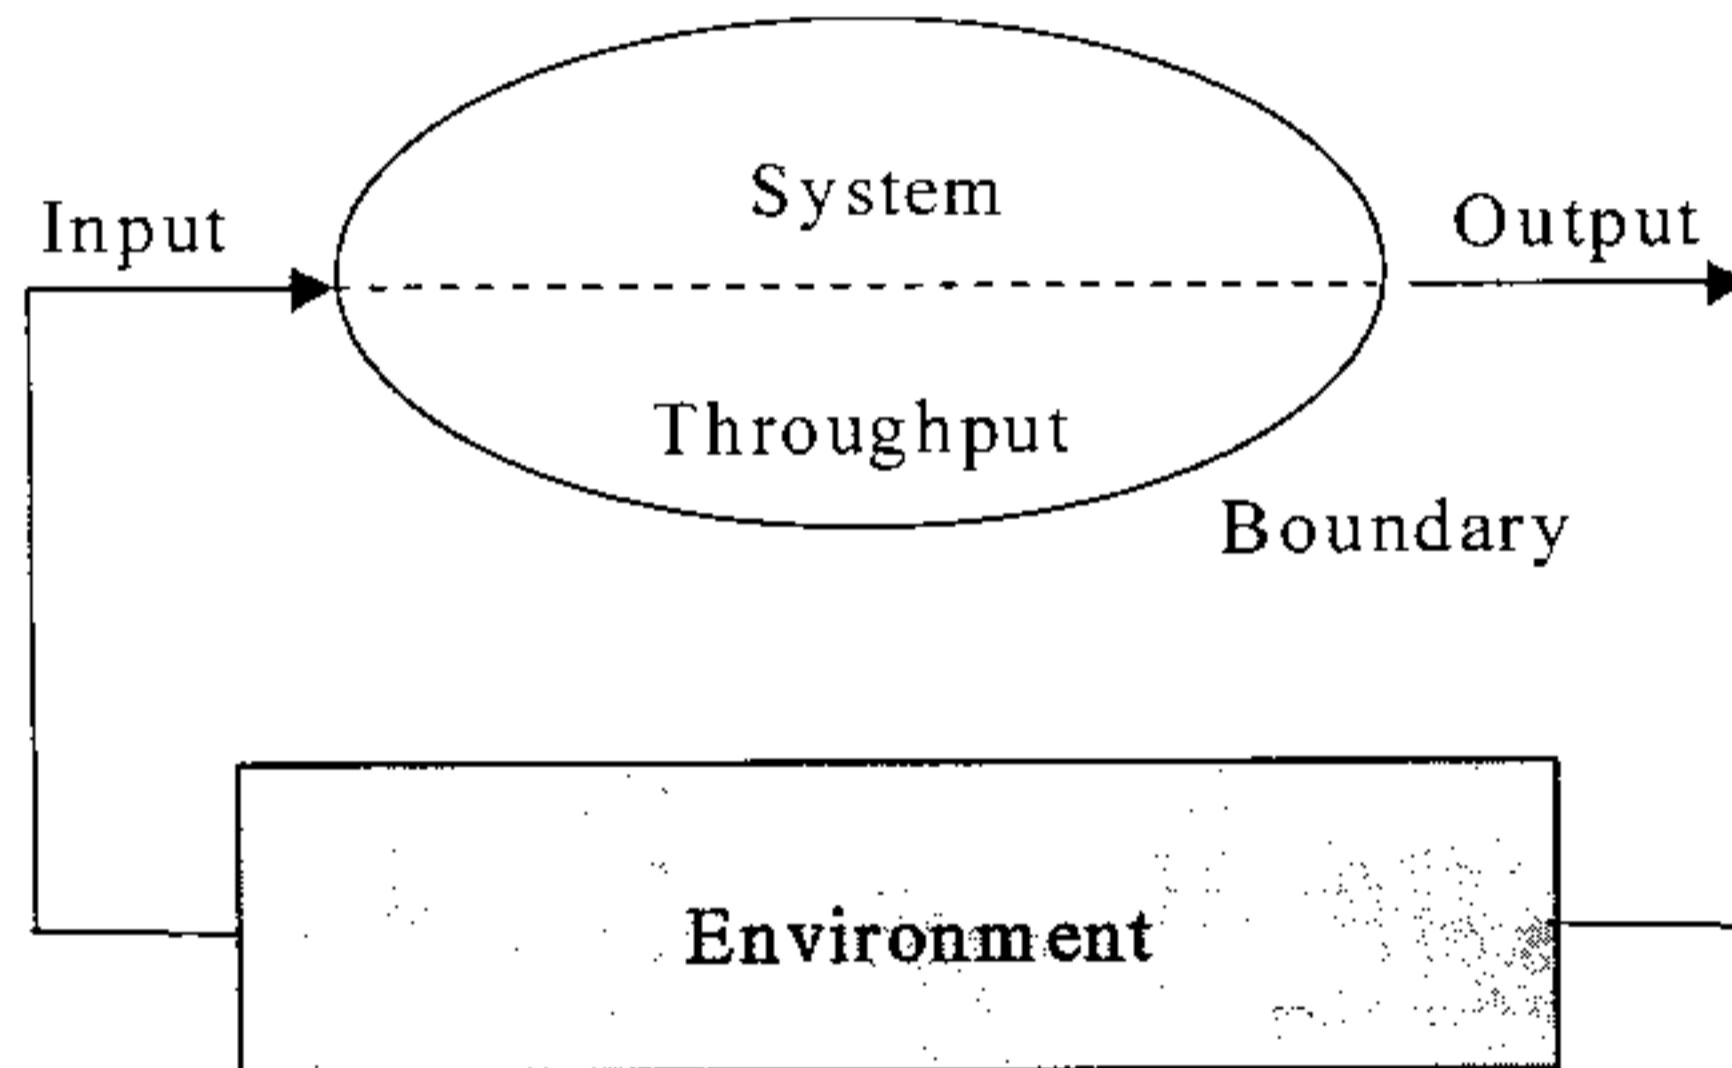 System
Input
Output
Throughput
Boundary
Environment